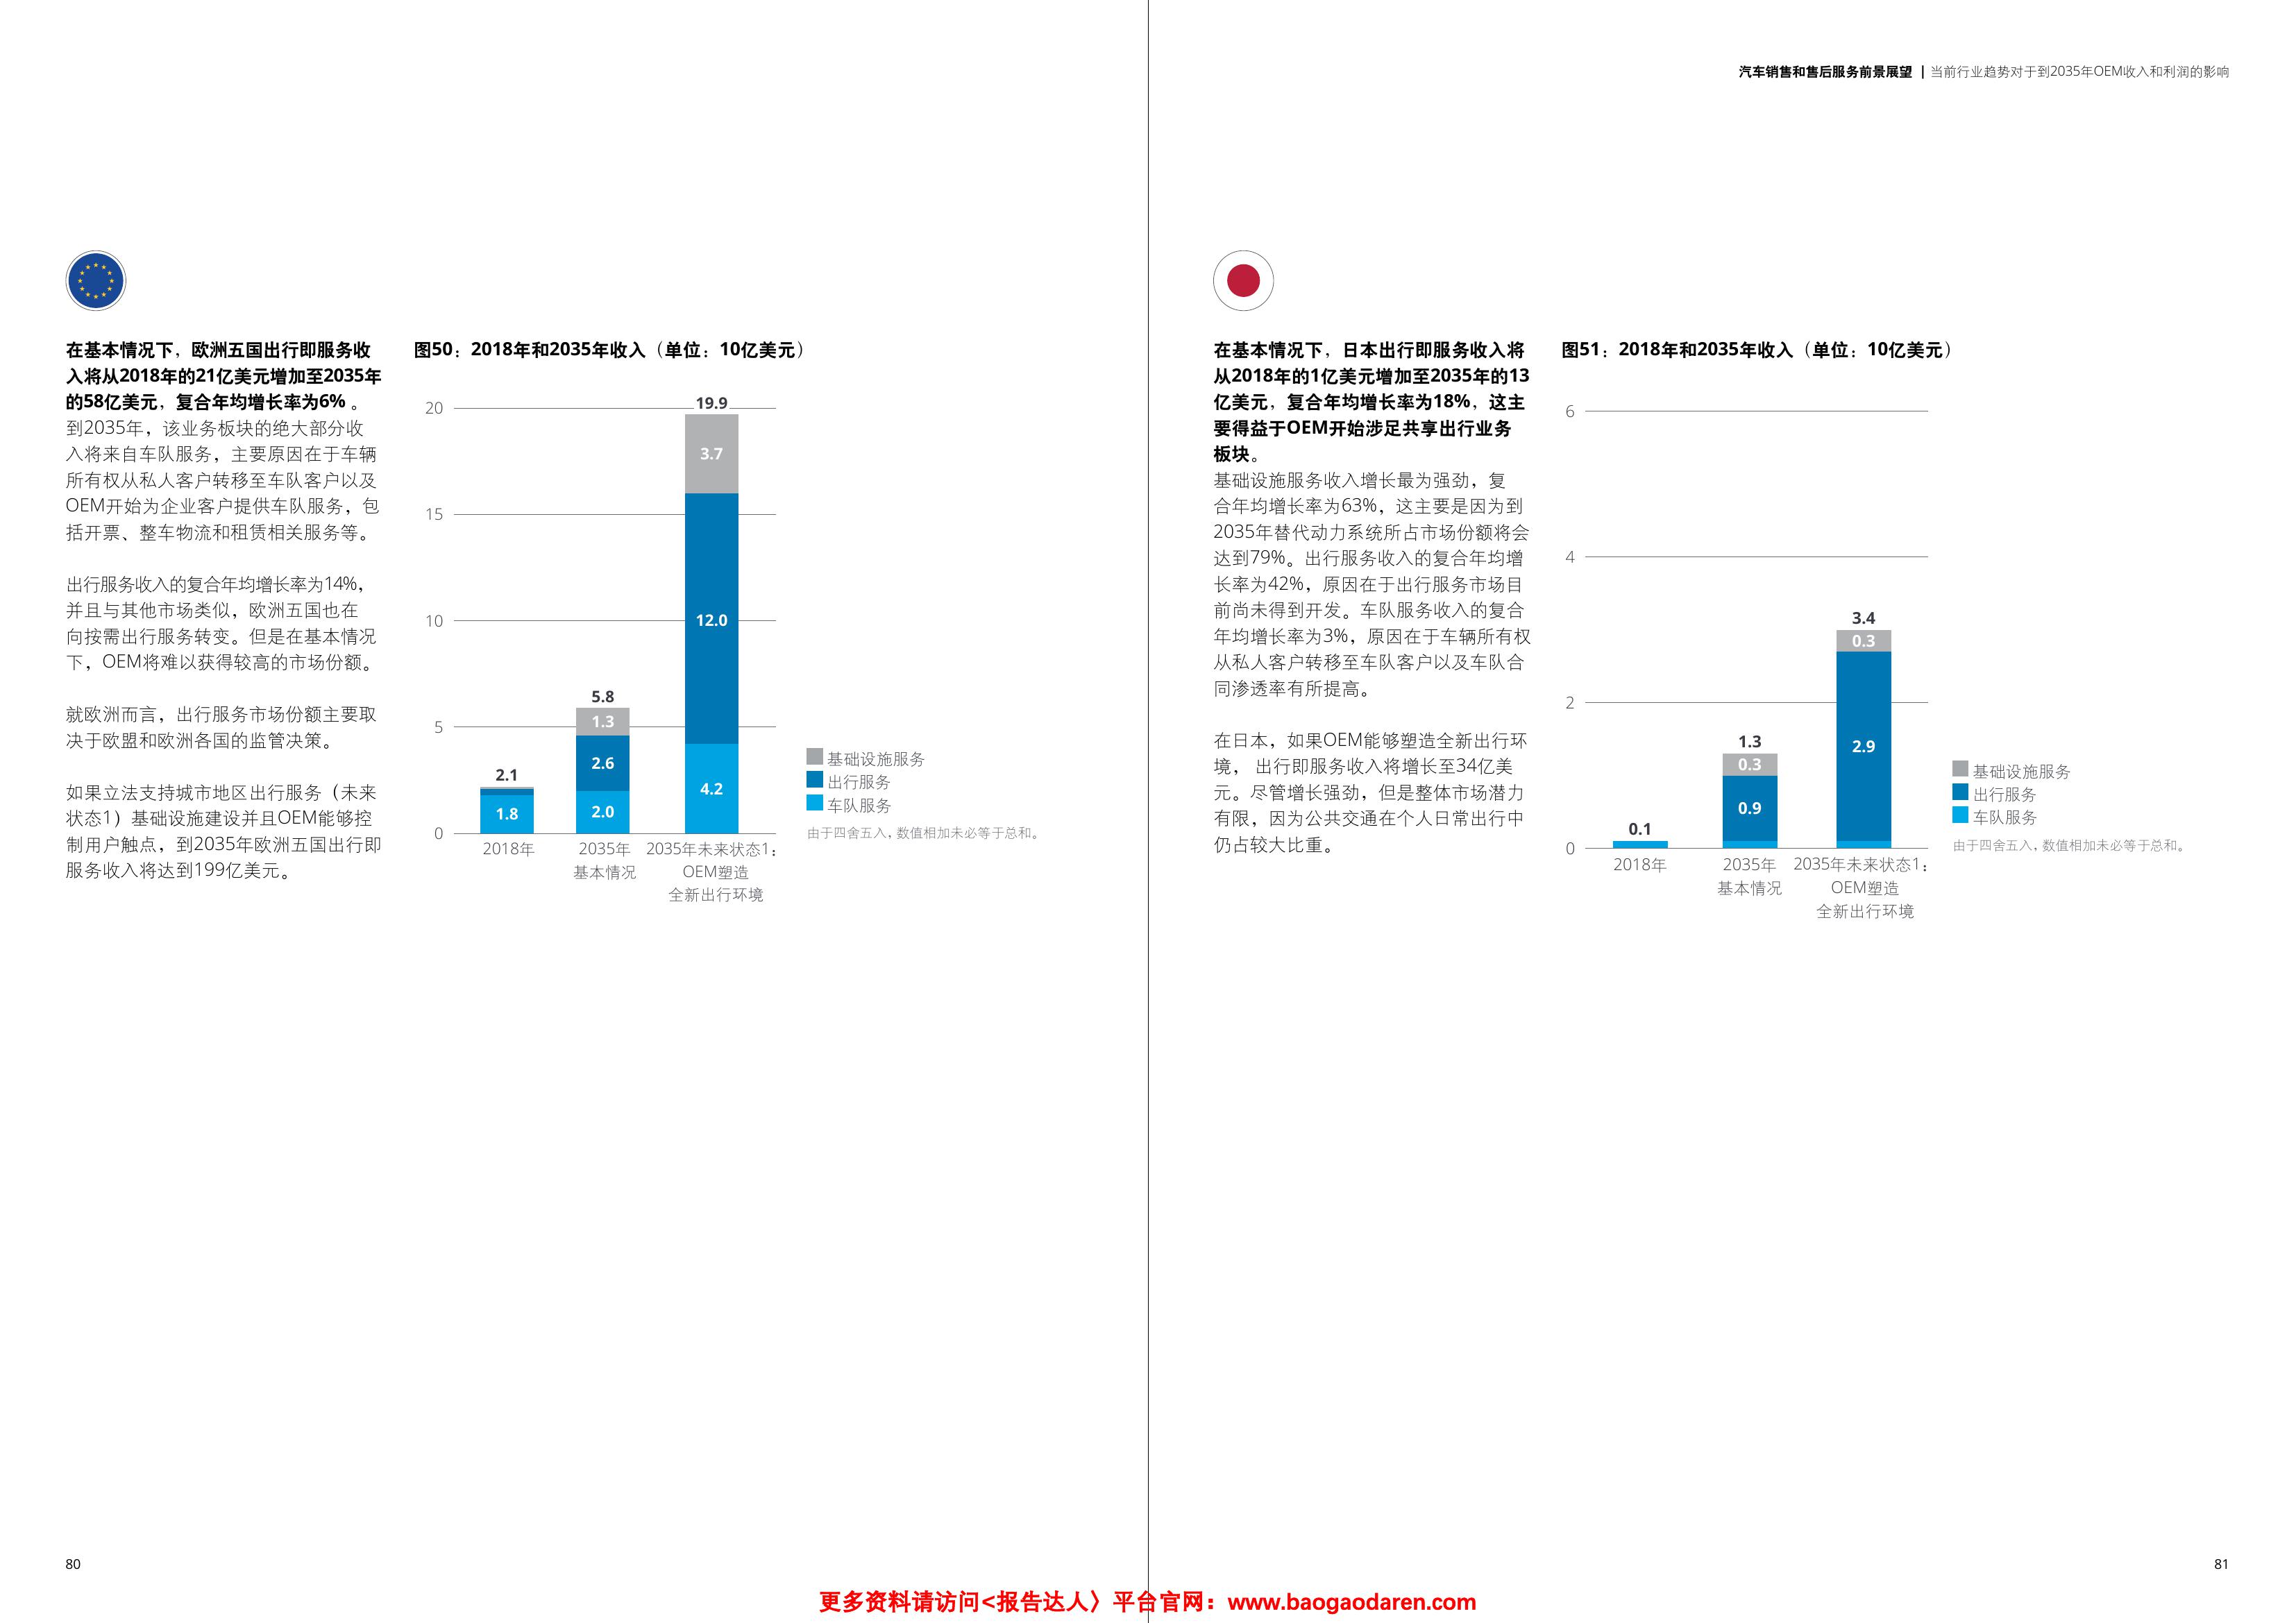 汽车销售和售后服务前景展望 | 当前行业趋势对于到2035年OEM收入和利润的影响
在基本情况下，欧洲五国出行即服务收
入将从2018年的21亿美元增加至2035年
的58亿美元，复合年均增长率为6% 。
到2035年，该业务板块的绝大部分收
入将来自车队服务，主要原因在于车辆
所有权从私人客户转移至车队客户以及
OEM开始为企业客户提供车队服务，包
括开票、整车物流和租赁相关服务等。
出行服务收入的复合年均增长率为14%，
并且与其他市场类似，欧洲五国也在
向按需出行服务转变。但是在基本情况
下，OEM将难以获得较高的市场份额。
就欧洲而言，出行服务市场份额主要取
决于欧盟和欧洲各国的监管决策。
如果立法支持城市地区出行服务（未来
状态1）基础设施建设并且OEM能够控
制用户触点，到2035年欧洲五国出行即
服务收入将达到199亿美元。
图50：2018年和2035年收入（单位：10亿美元）
20
15
10
5
0
2.1
1.8
5.8
1.3
2.6
2.0
19.9
3.7
12.0
4.2
2018年
2035年
基本情况
2035年未来状态1：
OEM塑造
全新出行环境
基础设施服务
出行服务
车队服务
由于四舍五入，数值相加未必等于总和。
在基本情况下，日本出行即服务收入将
从2018年的1亿美元增加至2035年的13
亿美元，复合年均增长率为18%，这主
要得益于OEM开始涉足共享出行业务
板块。
基础设施服务收入增长最为强劲，复
合年均增长率为63%，这主要是因为到
2035年替代动力系统所占市场份额将会
达到79%。出行服务收入的复合年均增
长率为42%，原因在于出行服务市场目
前尚未得到开发。车队服务收入的复合
年均增长率为3%，原因在于车辆所有权
从私人客户转移至车队客户以及车队合
同渗透率有所提高。
在日本，如果OEM能够塑造全新出行环
境， 出行即服务收入将增长至34亿美
元。尽管增长强劲，但是整体市场潜力
有限，因为公共交通在个人日常出行中
仍占较大比重。
图51：2018年和2035年收入（单位：10亿美元）
6
4
2
0
0.1
1.3
0.3
0.9
3.4
0.3
2.9
2018年
2035年
基本情况
2035年未来状态1：
OEM塑造
全新出行环境
基础设施服务
出行服务
车队服务
由于四舍五入，数值相加未必等于总和。
80
81
更多资料请访问<报告达人〉平台官网：www.baogaodaren.com